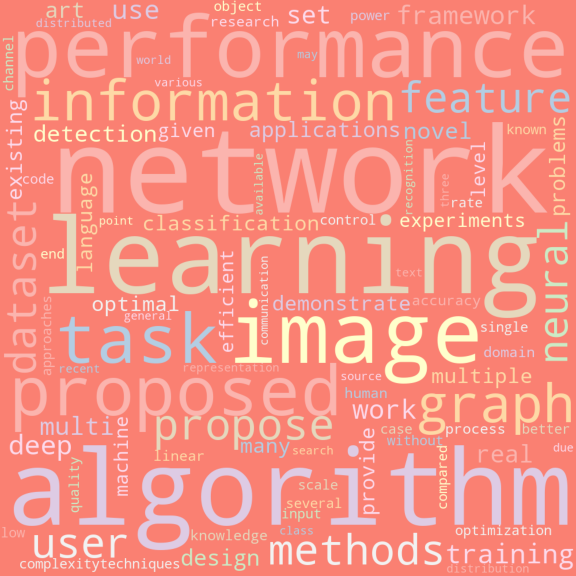 art
use
object
set
power
framework
distributed
research
performance
channel
world
may
various
information
feature
detection
given
applications
novel
known
existing
code
network
level
problems
available
recognition
three
rate
language
point
classification
control
experiments
dataset
end
learning
text
neural
approaches
optimal
general
efficient
communication
demonstrate
accuracy
single
task
image
domain
recent
representation
source
human
multiple
proposed
graph
multi
propose
work
case
process
better
without
deep
machine
linear
many
search
provide
compared
real
due
quality
algorithm
scale
several
input
low
user
knowledge
class
optimization
complexity
techniques
design
methods
training
distribution